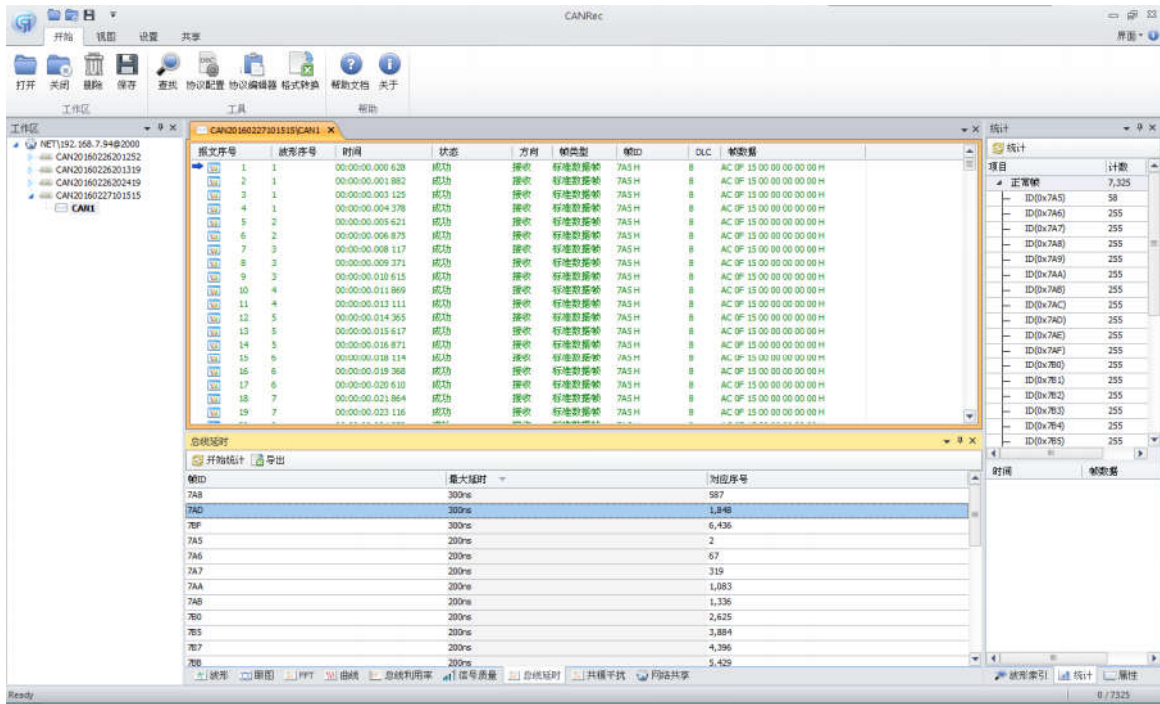 CANRec
开始 视图 设置 共享 界面
打开 关闭 删除 保存 查找 协议配置 协议编辑器 格式转换 帮助文档 关于
工作区 工具 帮助
工作区
NET\192.168.7.94@2000
CAN20160226201252
CAN20160226201319
CAN20160226202419
CAN20160227101515
CAN1
CAN20160227101515\CAN1
报文序号 波形序号 时间 状态 方向 帧类型 帧ID DLC 帧数据
1 1 00:00:00.000 628 成功 接收 标准数据帧 7A5 H 8 AC 0F 15 00 00 00 00 00 H
2 1 00:00:00.001 882 成功 接收 标准数据帧 7A5 H 8 AC 0F 15 00 00 00 00 00 H
3 1 00:00:00.003 125 成功 接收 标准数据帧 7A5 H 8 AC 0F 15 00 00 00 00 00 H
4 1 00:00:00.004 378 成功 接收 标准数据帧 7A5 H 8 AC 0F 15 00 00 00 00 00 H
5 2 00:00:00.005 621 成功 接收 标准数据帧 7A5 H 8 AC 0F 15 00 00 00 00 00 H
6 2 00:00:00.006 875 成功 接收 标准数据帧 7A5 H 8 AC 0F 15 00 00 00 00 00 H
7 3 00:00:00.008 117 成功 接收 标准数据帧 7A5 H 8 AC 0F 15 00 00 00 00 00 H
8 3 00:00:00.009 371 成功 接收 标准数据帧 7A5 H 8 AC 0F 15 00 00 00 00 00 H
9 3 00:00:00.010 615 成功 接收 标准数据帧 7A5 H 8 AC 0F 15 00 00 00 00 00 H
10 4 00:00:00.011 869 成功 接收 标准数据帧 7A5 H 8 AC 0F 15 00 00 00 00 00 H
11 4 00:00:00.013 111 成功 接收 标准数据帧 7A5 H 8 AC 0F 15 00 00 00 00 00 H
12 5 00:00:00.014 365 成功 接收 标准数据帧 7A5 H 8 AC 0F 15 00 00 00 00 00 H
13 5 00:00:00.015 617 成功 接收 标准数据帧 7A5 H 8 AC 0F 15 00 00 00 00 00 H
14 5 00:00:00.016 871 成功 接收 标准数据帧 7A5 H 8 AC 0F 15 00 00 00 00 00 H
15 6 00:00:00.018 114 成功 接收 标准数据帧 7A5 H 8 AC 0F 15 00 00 00 00 00 H
16 6 00:00:00.019 368 成功 接收 标准数据帧 7A5 H 8 AC 0F 15 00 00 00 00 00 H
17 6 00:00:00.020 610 成功 接收 标准数据帧 7A5 H 8 AC 0F 15 00 00 00 00 00 H
18 7 00:00:00.021 864 成功 接收 标准数据帧 7A5 H 8 AC 0F 15 00 00 00 00 00 H
19 7 00:00:00.023 116 成功 接收 标准数据帧 7A5 H 8 AC 0F 15 00 00 00 00 00 H
总线延时
开始统计 导出
帧ID 最大延时 对应序号
7A8 300ns 587
7AD 300ns 1,848
7BF 300ns 6,436
7A5 200ns 2
7A6 200ns 67
7A7 200ns 319
7AA 200ns 1,083
7AB 200ns 1,336
7B0 200ns 2,625
7B5 200ns 3,884
7B7 200ns 4,396
7BB 200ns 5,429
波形 眼图 FFT 曲线 总线利用率 信号质量 总线延时 共模干扰 网络共享
统计
统计
项目 计数
正常帧 7,325
ID(0x7A5) 58
ID(0x7A6) 255
ID(0x7A7) 255
ID(0x7A8) 255
ID(0x7A9) 255
ID(0x7AA) 255
ID(0x7AB) 255
ID(0x7AC) 255
ID(0x7AD) 255
ID(0x7AE) 255
ID(0x7AF) 255
ID(0x7B0) 255
ID(0x7B1) 255
ID(0x7B2) 255
ID(0x7B3) 255
ID(0x7B4) 255
ID(0x7B5) 255
时间 帧数据
波形索引 统计 属性
Ready 0 / 7325